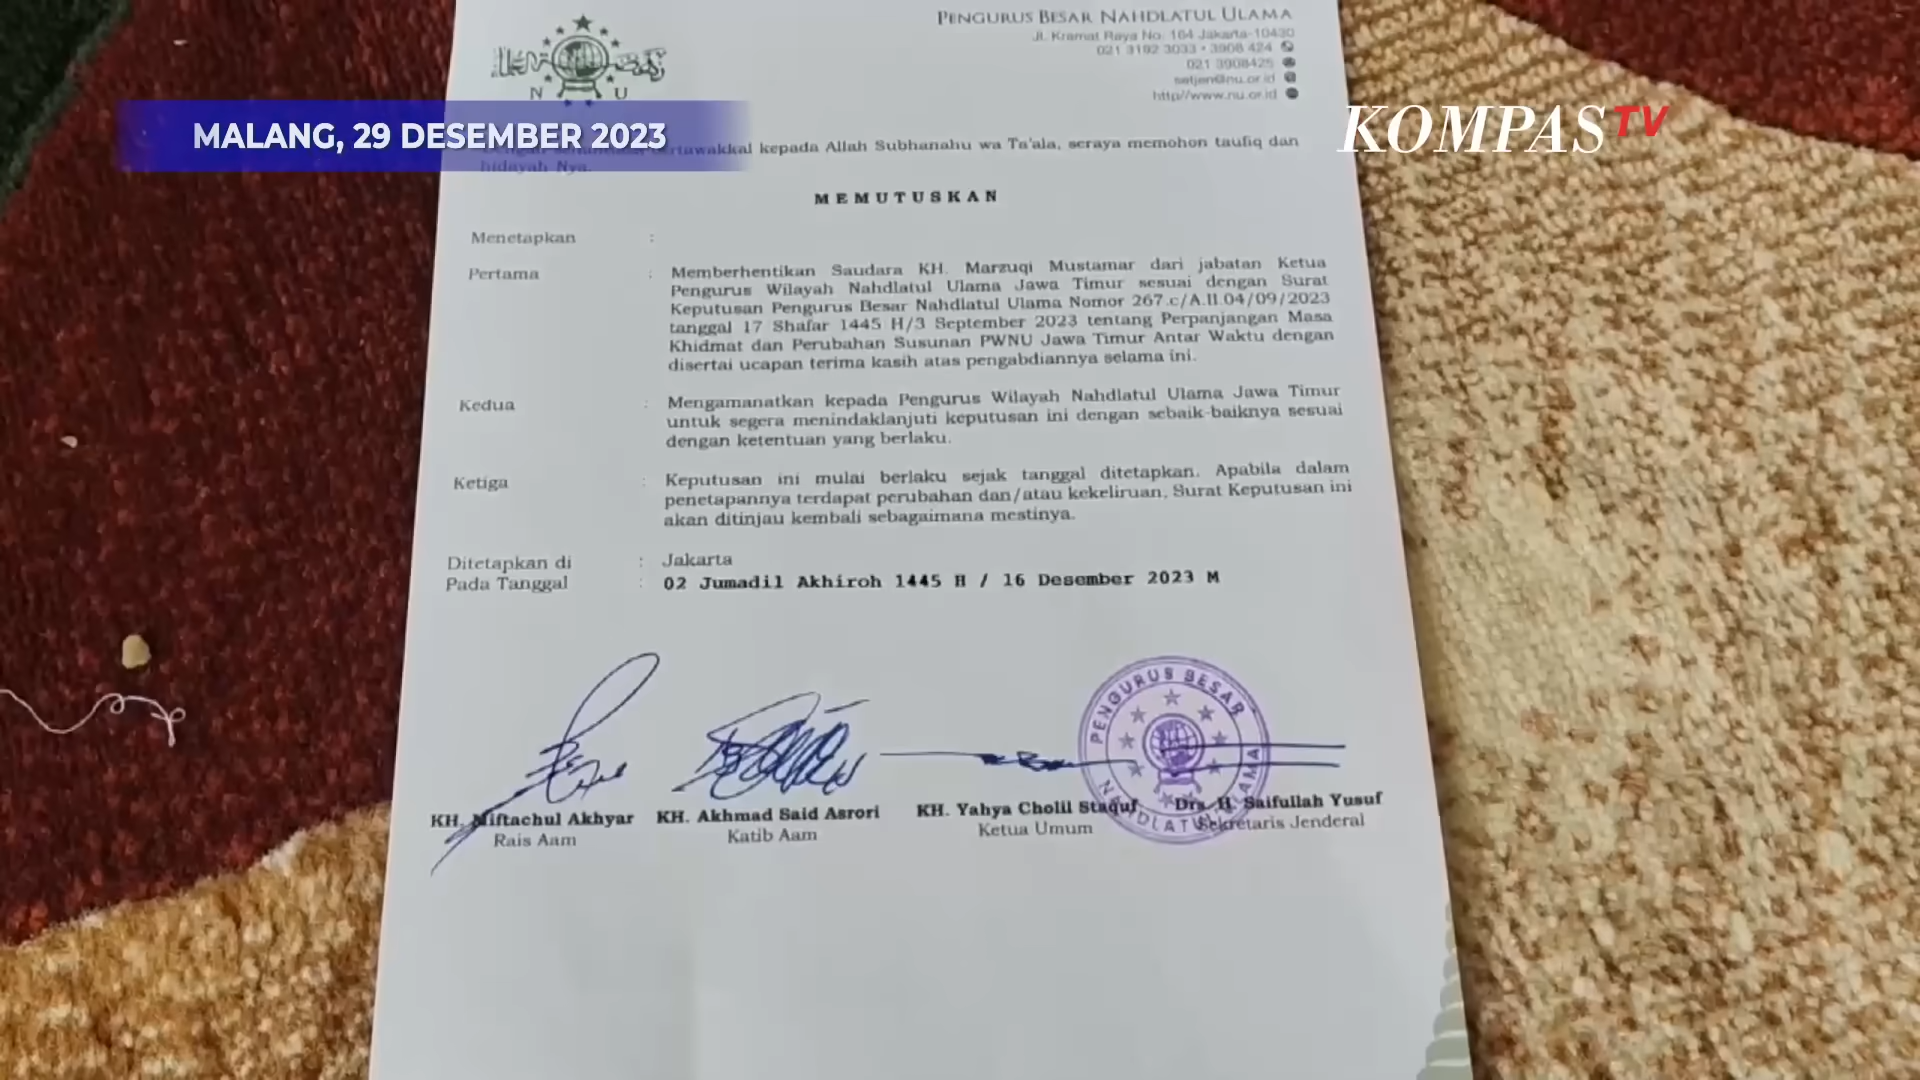 PENGURUS BESAR NAHDLATUL ULAMA
Jl. Kramat Raya No. 164 Jakarta-10430
021 3192 3033 • 3908 424
021 3908425
setjen@nu.or.id
http//www.nu.or.id
N U
MALANG, 29 DESEMBER 2023
KOMPASTV
bertawakkal kepada Allah Subhanahu wa Ta'ala, seraya memohon taufiq dan
hidayah Nya.
MEMUTUSKAN
Menetapkan :
Pertama : Memberhentikan Saudara KH. Marzuqi Mustamar dari jabatan Ketua
Pengurus Wilayah Nahdlatul Ulama Jawa Timur sesuai dengan Surat
Keputusan Pengurus Besar Nahdlatul Ulama Nomor 267.c/A.II.04/09/2023
tanggal 17 Shafar 1445 H/3 September 2023 tentang Perpanjangan Masa
Khidmat dan Perubahan Susunan PWNU Jawa Timur Antar Waktu dengan
disertai ucapan terima kasih atas pengabdiannya selama ini.
Kedua : Mengamanatkan kepada Pengurus Wilayah Nahdlatul Ulama Jawa Timur
untuk segera menindaklanjuti keputusan ini dengan sebaik-baiknya sesuai
dengan ketentuan yang berlaku.
Ketiga : Keputusan ini mulai berlaku sejak tanggal ditetapkan. Apabila dalam
penetapannya terdapat perubahan dan/atau kekeliruan, Surat Keputusan ini
akan ditinjau kembali sebagaimana mestinya.
Ditetapkan di : Jakarta
Pada Tanggal : 02 Jumadil Akhiroh 1445 H / 16 Desember 2023 M
PENGURUS BESAR
NAHDLATUL ULAMA
KH. Miftachul Akhyar KH. Akhmad Said Asrori KH. Yahya Cholil Staquf Drs. H. Saifullah Yusuf
Rais Aam Katib Aam Ketua Umum Sekretaris Jenderal